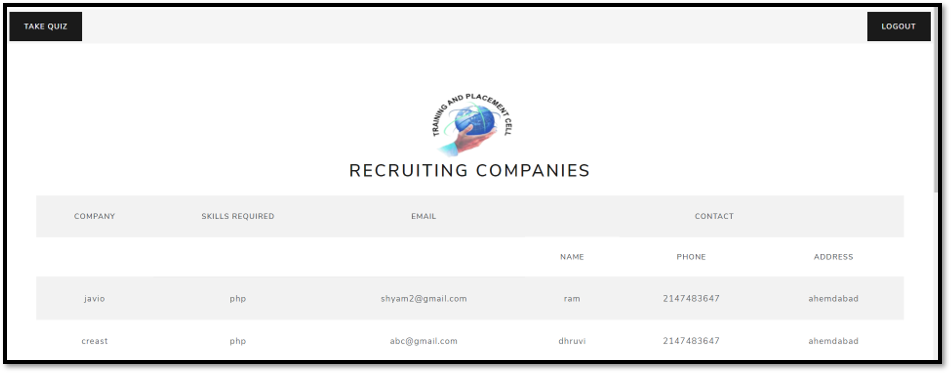 TAKE QUIZ LOGOUT
TRAINING AND PLACEMENT CELL
RECRUITING COMPANIES
COMPANY SKILLS REQUIRED EMAIL CONTACT
NAME PHONE ADDRESS
javio php shyam2@gmail.com ram 2147483647 ahemdabad
creast php abc@gmail.com dhruvi 2147483647 ahemdabad